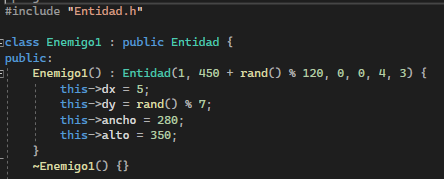 #include "Entidad.h"
class Enemigo1 : public Entidad {
public:
Enemigo1() : Entidad(1, 450 + rand() % 120, 0, 0, 4, 3) {
this->dx = 5;
this->dy = rand() % 7;
this->ancho = 280;
this->alto = 350;
}
~Enemigo1() {}